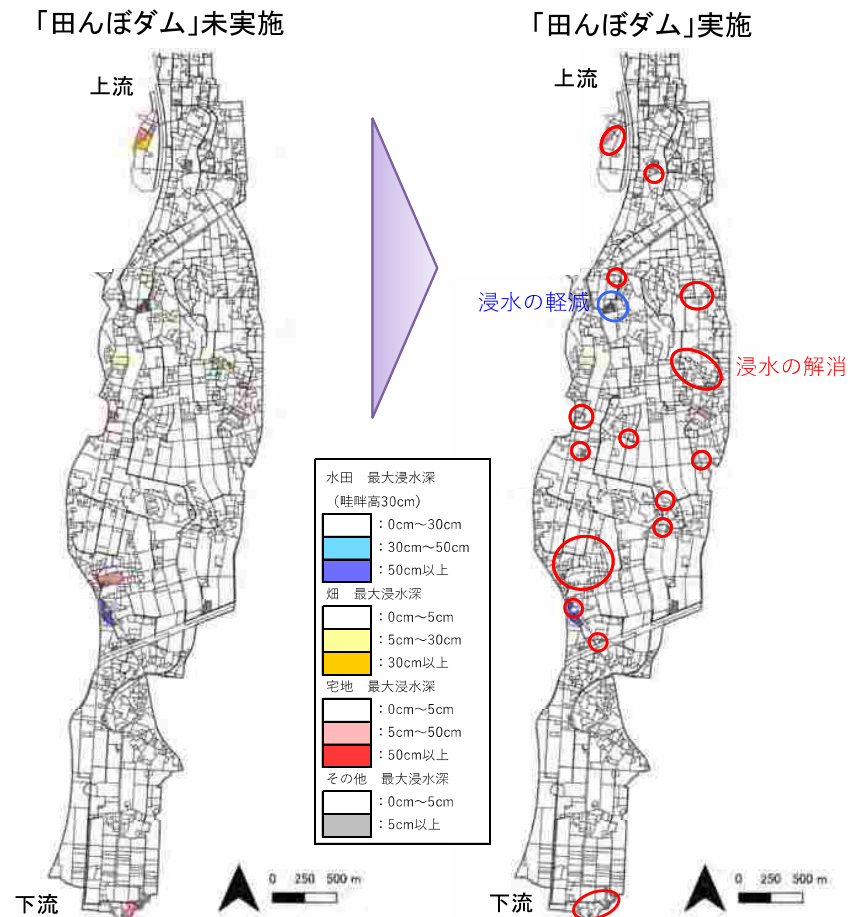 「田んぼダム」未実施
「田んぼダム」実施
上流
上流
浸水の軽減
浸水の解消
水田　最大浸水深
（畦畔高30cm）
：0cm～30cm
：30cm～50cm
：50cm以上
畑　最大浸水深
：0cm～5cm
：5cm～30cm
：30cm以上
宅地　最大浸水深
：0cm～5cm
：5cm～50cm
：50cm以上
その他　最大浸水深
：0cm～5cm
：5cm以上
0 250 500 m
0 250 500 m
下流
下流